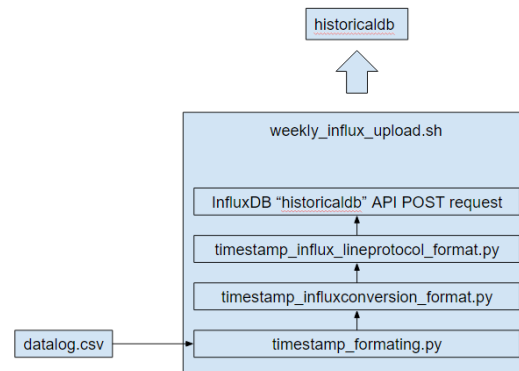 historicaldb
weekly_influx_upload.sh
InfluxDB “historicaldb” API POST request
timestamp_influx_lineprotocol_format.py
timestamp_influxconversion_format.py
datalog.csv
timestamp_formating.py